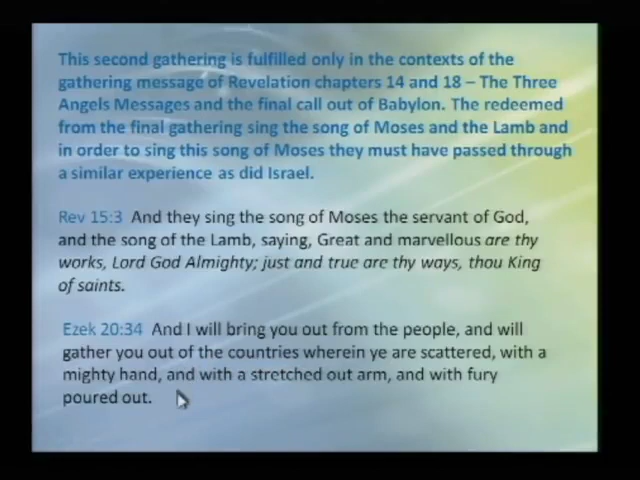 This second gathering is fulfilled only in the contexts of the
gathering message of Revelation chapters 14 and 18 – The Three
Angels Messages and the final call out of Babylon. The redeemed
from the final gathering sing the song of Moses and the Lamb and
in order to sing this song of Moses they must have passed through
a similar experience as did Israel.
Rev 15:3 And they sing the song of Moses the servant of God,
and the song of the Lamb, saying, Great and marvellous are thy
works, Lord God Almighty; just and true are thy ways, thou King
of saints.
Ezek 20:34 And I will bring you out from the people, and will
gather you out of the countries wherein ye are scattered, with a
mighty hand, and with a stretched out arm, and with fury
poured out.